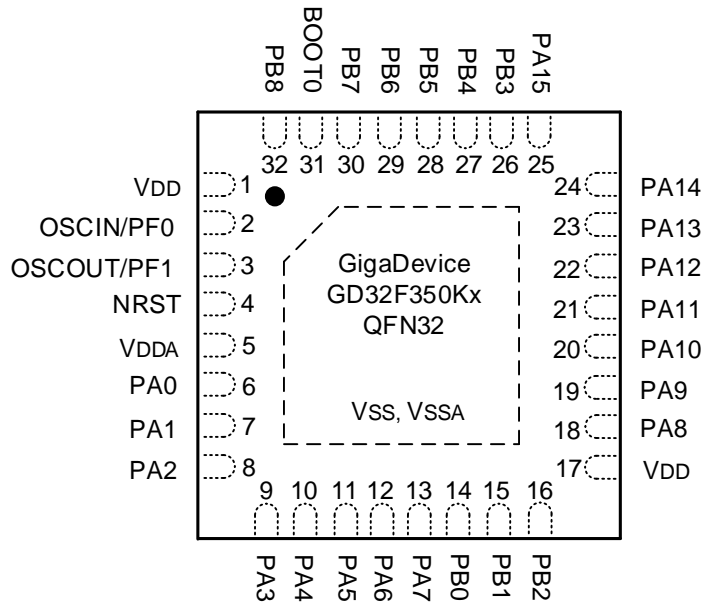 PB8
BOOT0
PB7
PB6
PB5
PB4
PB3
PA15
32
31
30
29
28
27
26
25
VDD 1
OSCIN/PF0 2
OSCOUT/PF1 3
NRST 4
VDDA 5
PA0 6
PA1 7
PA2 8
24 PA14
23 PA13
22 PA12
21 PA11
20 PA10
19 PA9
18 PA8
17 VDD
GigaDevice
GD32F350Kx
QFN32
VSS, VSSA
9
10
11
12
13
14
15
16
PA3
PA4
PA5
PA6
PA7
PB0
PB1
PB2